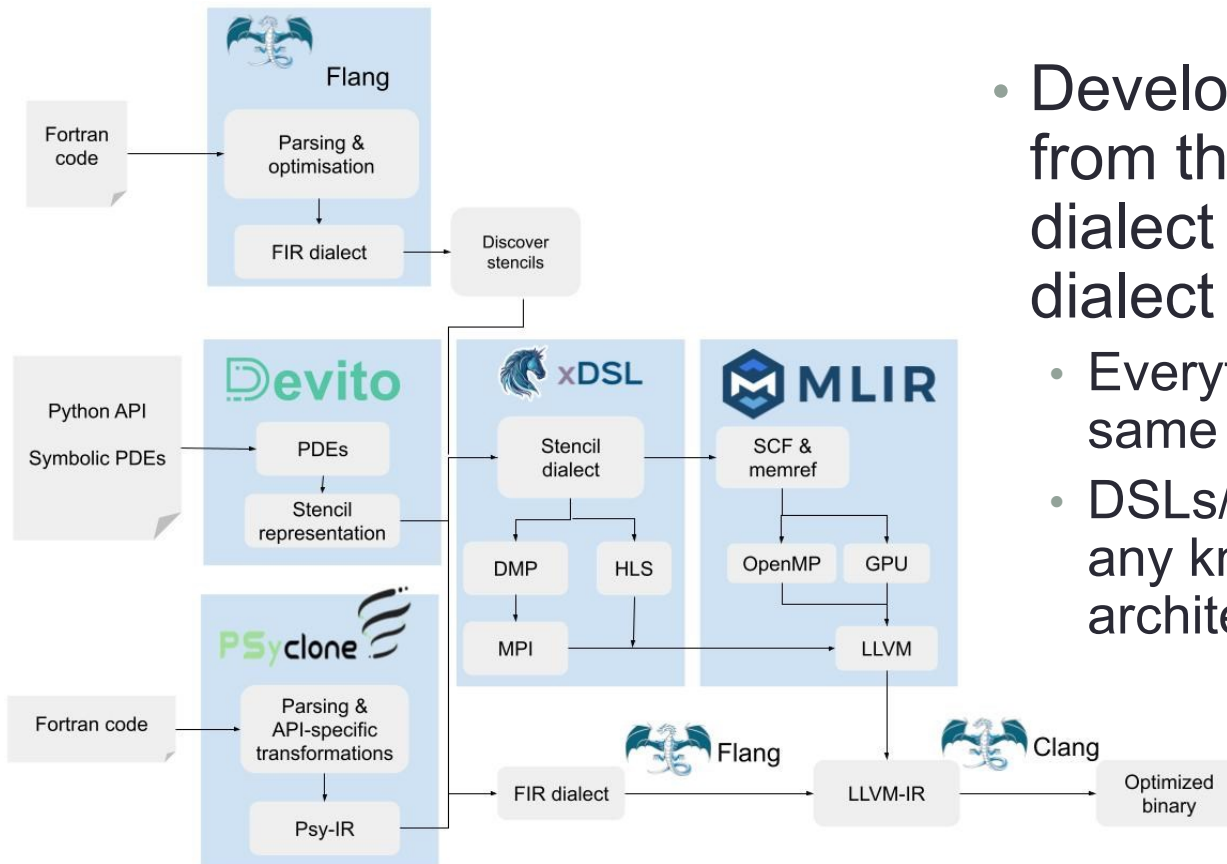 Flang
Fortran
code
Parsing &
optimisation
FIR dialect
Discover
stencils
Python API
Symbolic PDEs
Devito
PDEs
Stencil
representation
xDSL
Stencil
dialect
DMP
HLS
MPI
MLIR
SCF &
memref
OpenMP
GPU
LLVM
PSyclone
Fortran code
Parsing &
API-specific
transformations
Psy-IR
FIR dialect
Flang
LLVM-IR
Clang
Optimized
binary
• Develo
from th
dialect
dialect
• Everyt
same
• DSLs/
any kn
archite